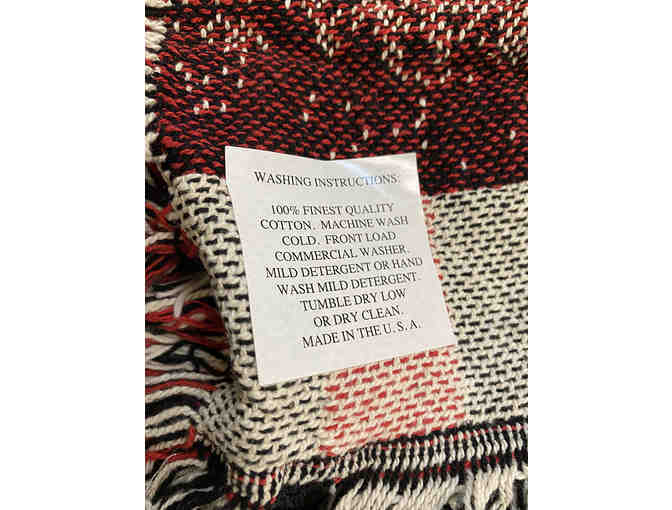 WASHING INSTRUCTIONS:
100% FINEST QUALITY
COTTON. MACHINE WASH
COLD. FRONT LOAD
COMMERCIAL WASHER.
MILD DETERGENT OR HAND
WASH MILD DETERGENT.
TUMBLE DRY LOW
OR DRY CLEAN.
MADE IN THE U. S. A.